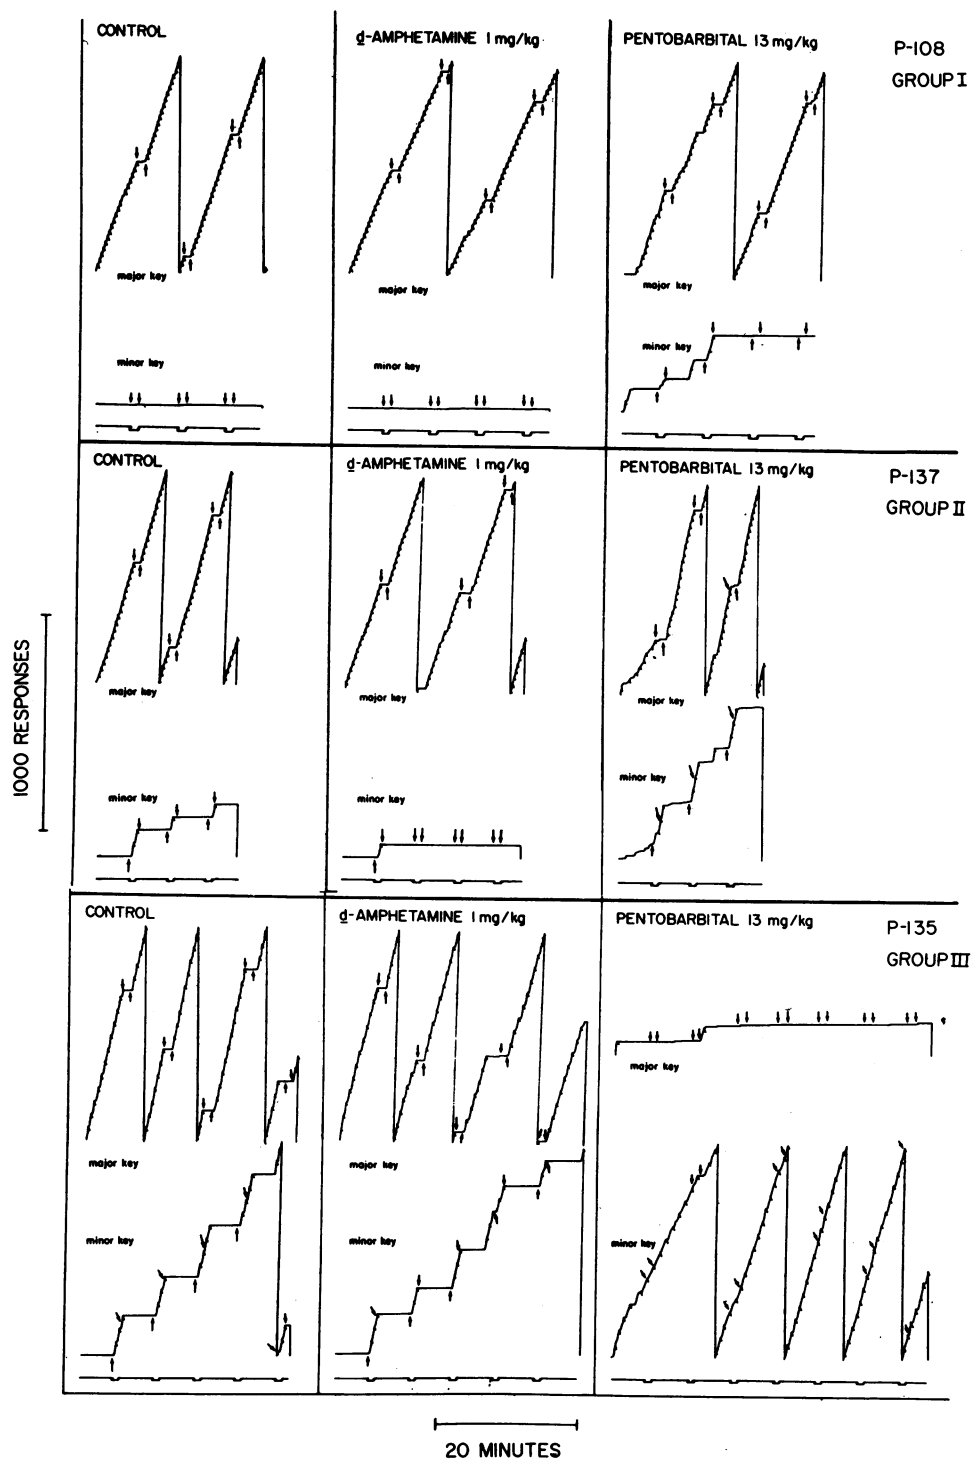 CONTROL
d-AMPHETAMINE 1 mg/kg
PENTOBARBITAL 13 mg/kg
P-108
GROUP I
major key
major key
major key
minor key
minor key
minor key
CONTROL
d-AMPHETAMINE 1 mg/kg
PENTOBARBITAL 13 mg/kg
P-137
GROUP II
1000 RESPONSES
major key
major key
major key
minor key
minor key
minor key
CONTROL
d-AMPHETAMINE 1 mg/kg
PENTOBARBITAL 13 mg/kg
P-135
GROUP III
major key
major key
major key
minor key
minor key
minor key
20 MINUTES